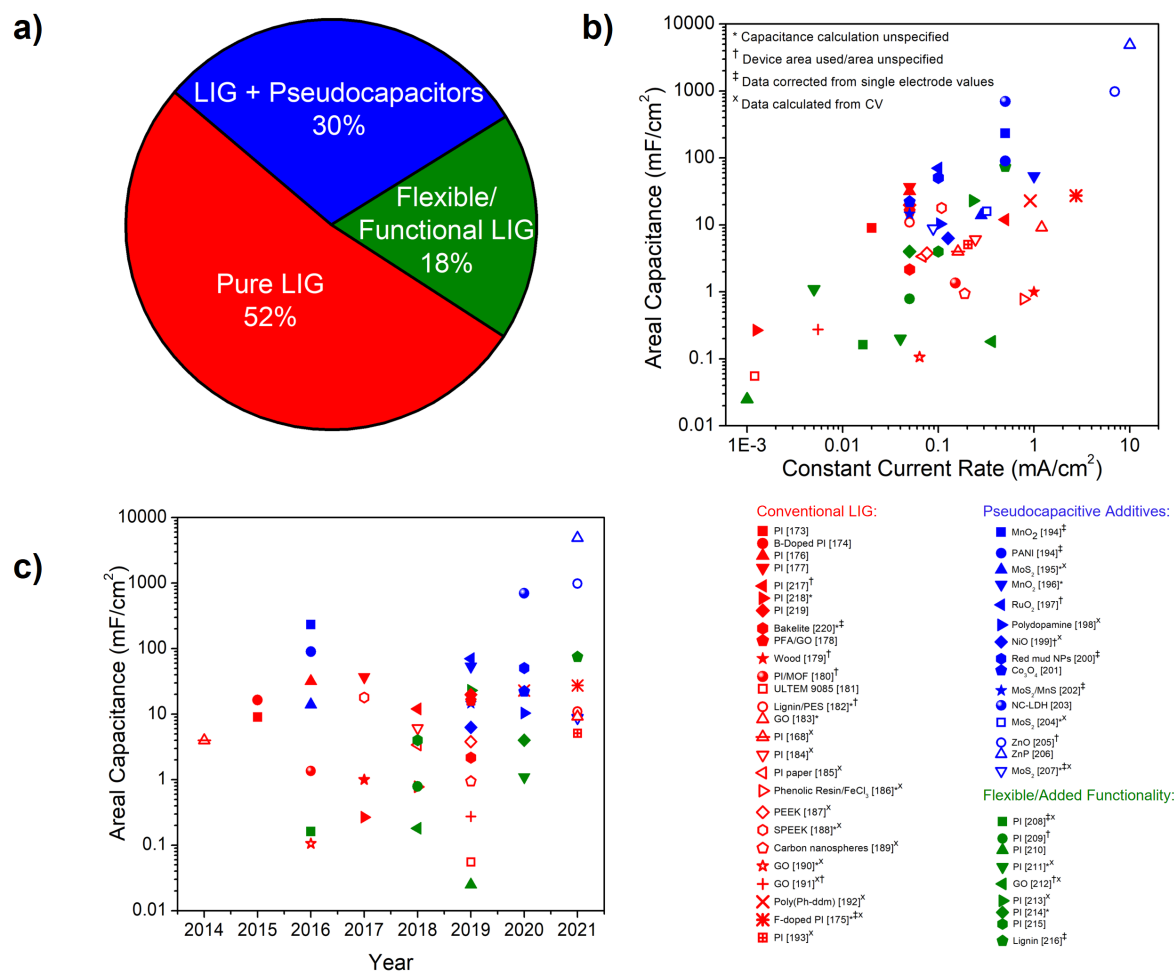 a)
LIG + Pseudocapacitors
30%
Flexible/
Functional LIG
18%
Pure LIG
52%
b)
10000
1000
100
10
1
0.1
0.01
Areal Capacitance (mF/cm²)
* Capacitance calculation unspecified
† Device area used/area unspecified
‡ Data corrected from single electrode values
x Data calculated from CV
1E-3 0.01 0.1 1 10
Constant Current Rate (mA/cm²)
c)
10000
1000
100
10
1
0.1
0.01
Areal Capacitance (mF/cm²)
2014 2015 2016 2017 2018 2019 2020 2021
Year
Conventional LIG:
PI [173]
B-Doped PI [174]
PI [176]
PI [177]
PI [217]†
PI [218]*
PI [219]
Bakelite [220]*‡
PFA/GO [178]
Wood [179]†
PI/MOF [180]†
ULTEM 9085 [181]
Lignin/PES [182]*†
GO [183]*
PI [168]ˣ
PI [184]ˣ
PI paper [185]ˣ
Phenolic Resin/FeCl₃ [186]*ˣ
PEEK [187]ˣ
SPEEK [188]*ˣ
Carbon nanospheres [189]ˣ
GO [190]*ˣ
GO [191]ˣ†
Poly(Ph-ddm) [192]ˣ
F-doped PI [175]*‡ˣ
PI [193]ˣ
Pseudocapacitive Additives:
MnO₂ [194]‡
PANI [194]‡
MoS₂ [195]*ˣ
MnO₂ [196]*
RuO₂ [197]†
Polydopamine [198]ˣ
NiO [199]†ˣ
Red mud NPs [200]‡
Co₃O₄ [201]
MoS₂/MnS [202]‡
NC-LDH [203]
MoS₂ [204]*ˣ
ZnO [205]†
ZnP [206]
MoS₂ [207]*‡ˣ
Flexible/Added Functionality:
PI [208]‡ˣ
PI [209]†
PI [210]
PI [211]*ˣ
GO [212]†ˣ
PI [213]ˣ
PI [214]*
PI [215]
Lignin [216]‡